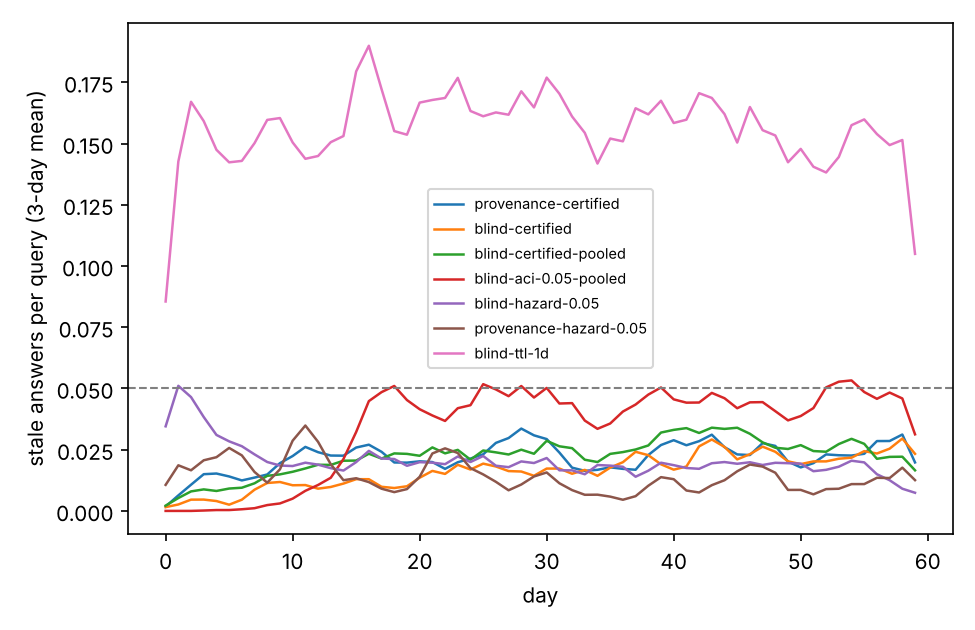 stale answers per query (3-day mean)
0.175
0.150
0.125
0.100
0.075
0.050
0.025
0.000
provenance-certified
blind-certified
blind-certified-pooled
blind-aci-0.05-pooled
blind-hazard-0.05
provenance-hazard-0.05
blind-ttl-1d
0 10 20 30 40 50 60
day